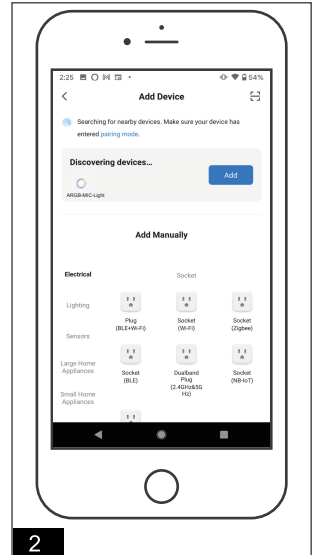 2:25 54%
Add Device
Searching for nearby devices. Make sure your device has
entered pairing mode.
Discovering devices...
Add
ARGB-MIC-Light
Add Manually
Electrical
Socket
Lighting
Plug
(BLE+Wi-Fi)
Socket
(Wi-Fi)
Socket
(Zigbee)
Sensors
Large Home
Appliances
Socket
(BLE)
Dualband
Plug
(2.4GHz&5G
Hz)
Socket
(NB-IoT)
Small Home
Appliances
2